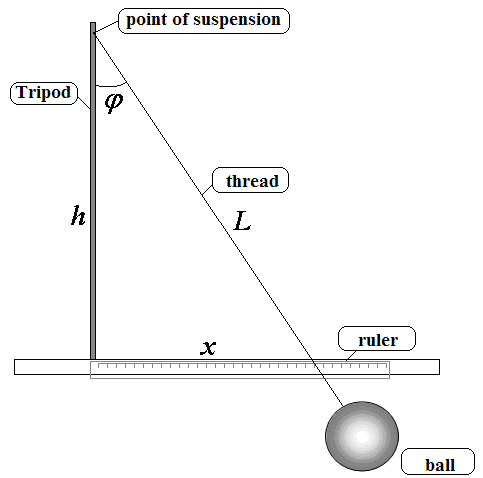 point of suspension
Tripod
φ
thread
h
L
x
ruler
ball